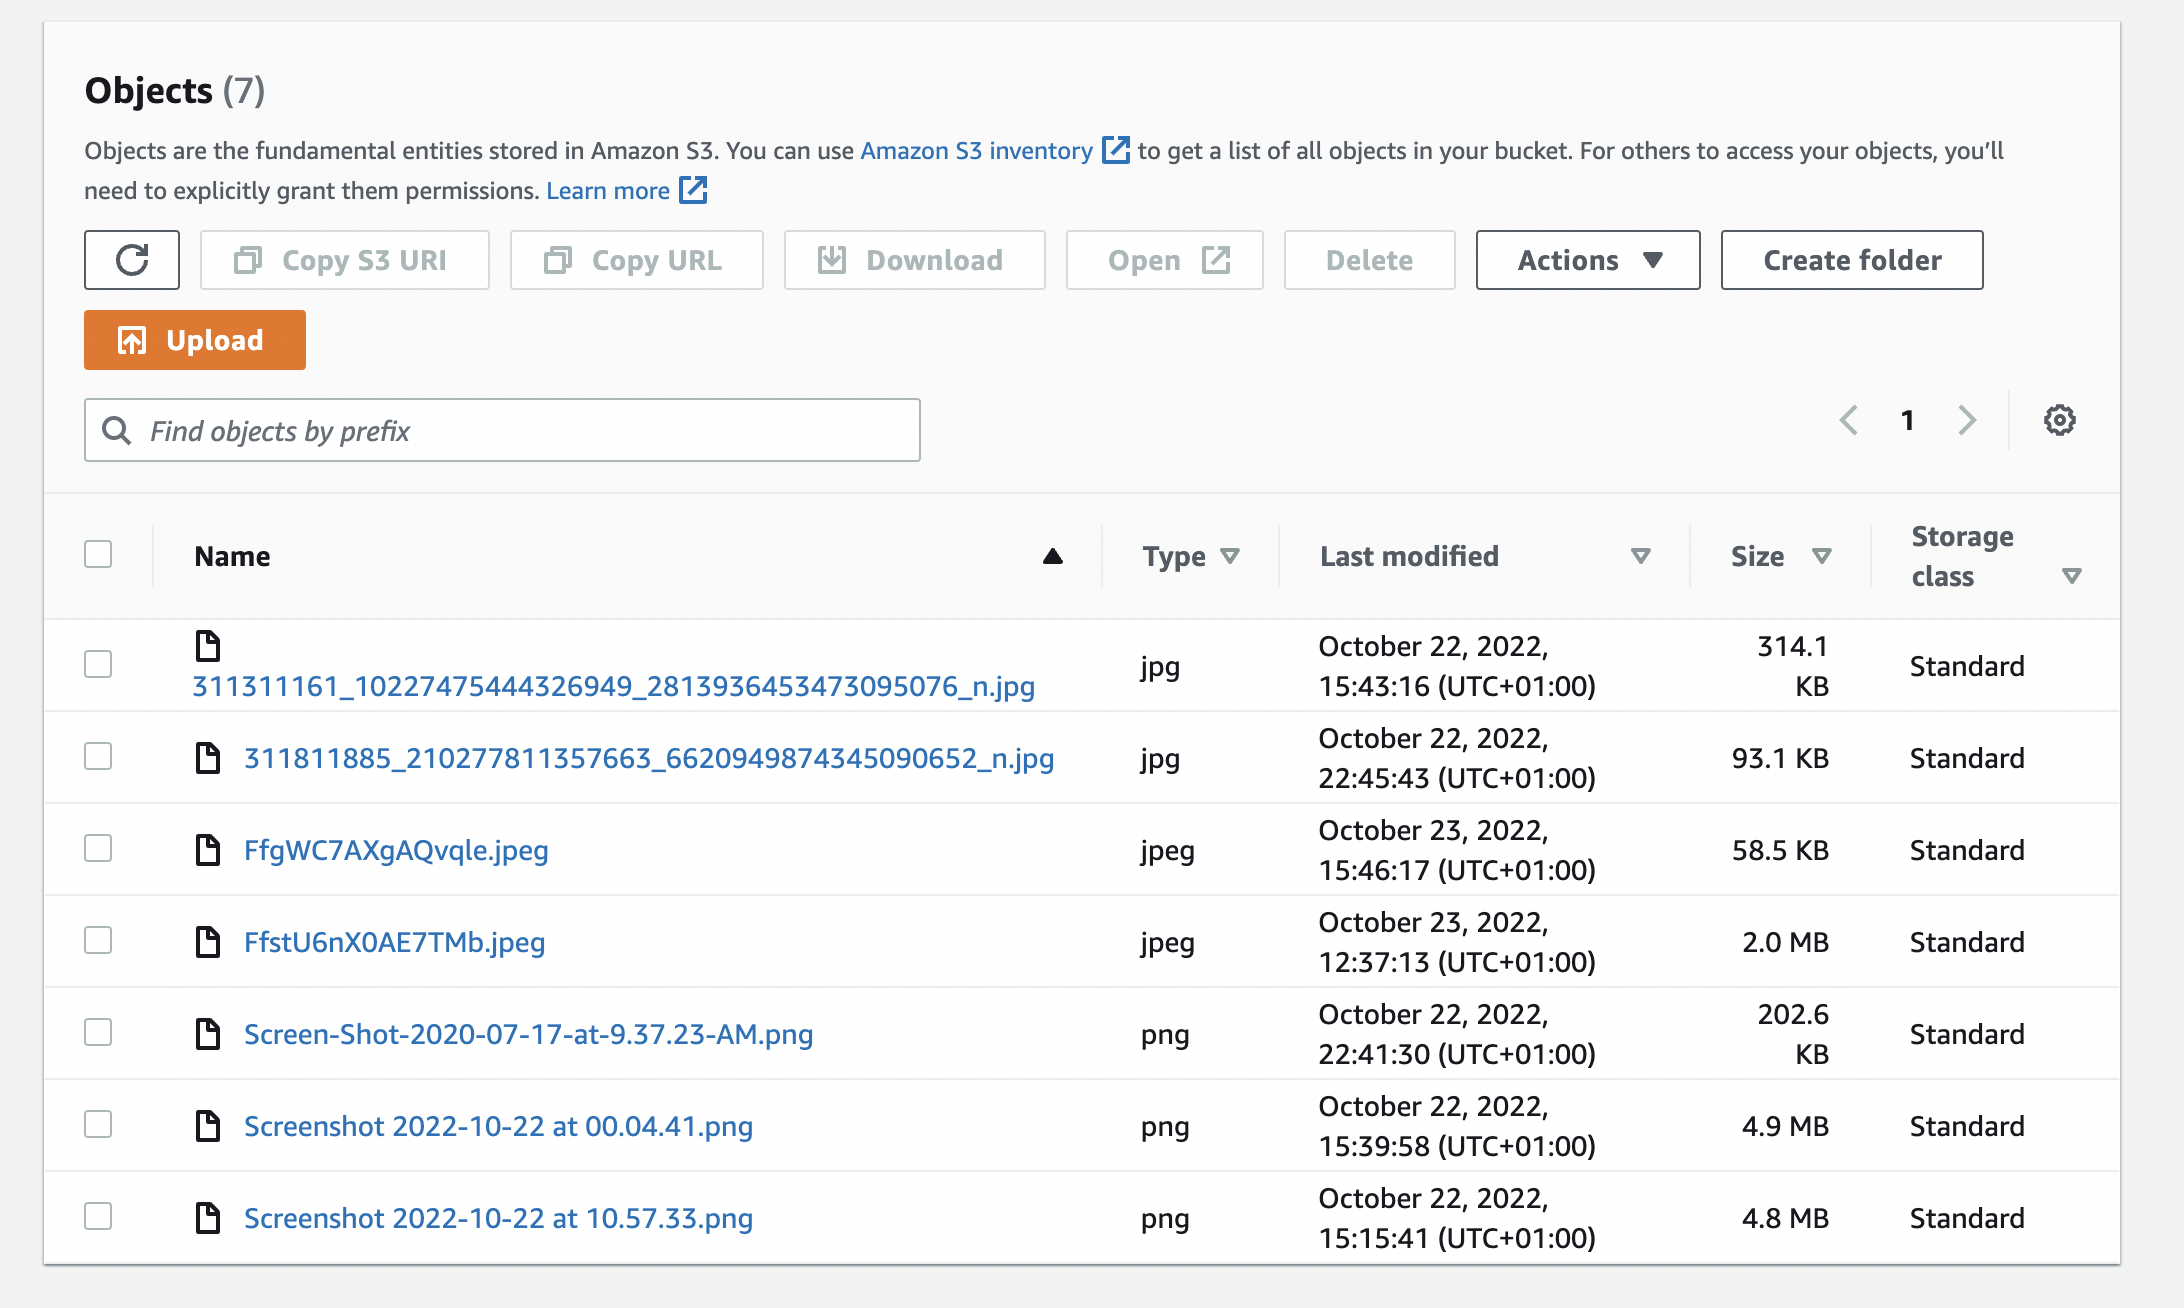 Objects (7)
Objects are the fundamental entities stored in Amazon S3. You can use Amazon S3 inventory to get a list of all objects in your bucket. For others to access your objects, you'll
need to explicitly grant them permissions. Learn more
Copy S3 URI Copy URL Download Open Delete Actions Create folder
Upload
Find objects by prefix 1
Name Type Last modified Size Storage class
311311161_10227475444326949_2813936453473095076_n.jpg jpg October 22, 2022, 15:43:16 (UTC+01:00) 314.1 KB Standard
311811885_210277811357663_6620949874345090652_n.jpg jpg October 22, 2022, 22:45:43 (UTC+01:00) 93.1 KB Standard
FfgWC7AXgAQvqle.jpeg jpeg October 23, 2022, 15:46:17 (UTC+01:00) 58.5 KB Standard
FfstU6nX0AE7TMb.jpeg jpeg October 23, 2022, 12:37:13 (UTC+01:00) 2.0 MB Standard
Screen-Shot-2020-07-17-at-9.37.23-AM.png png October 22, 2022, 22:41:30 (UTC+01:00) 202.6 KB Standard
Screenshot 2022-10-22 at 00.04.41.png png October 22, 2022, 15:39:58 (UTC+01:00) 4.9 MB Standard
Screenshot 2022-10-22 at 10.57.33.png png October 22, 2022, 15:15:41 (UTC+01:00) 4.8 MB Standard